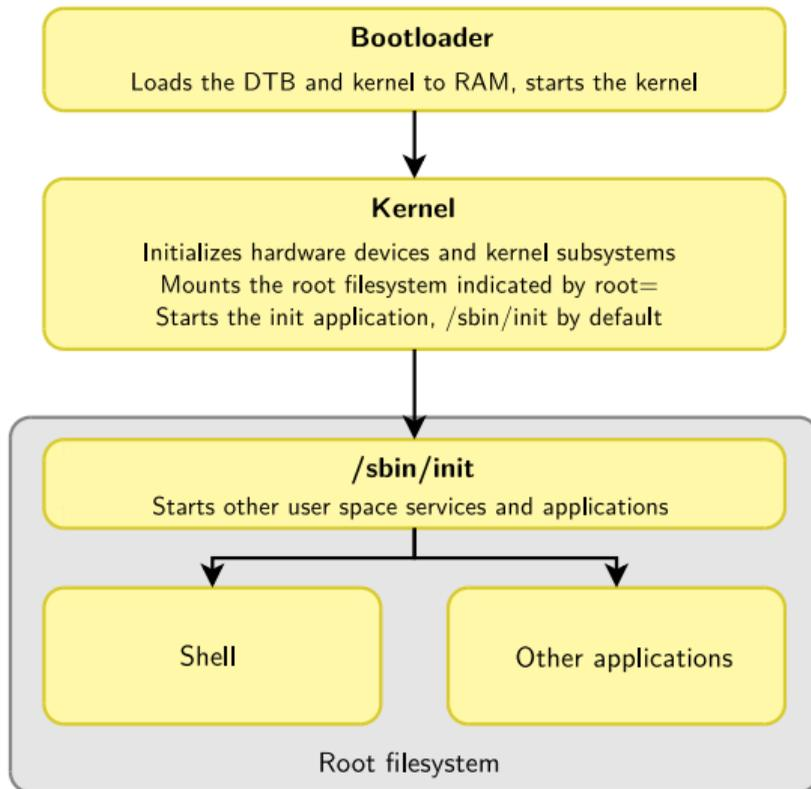 Bootloader
Loads the DTB and kernel to RAM, starts the kernel
Kernel
Initializes hardware devices and kernel subsystems
Mounts the root filesystem indicated by root=
Starts the init application, /sbin/init by default
/sbin/init
Starts other user space services and applications
Shell
Other applications
Root filesystem